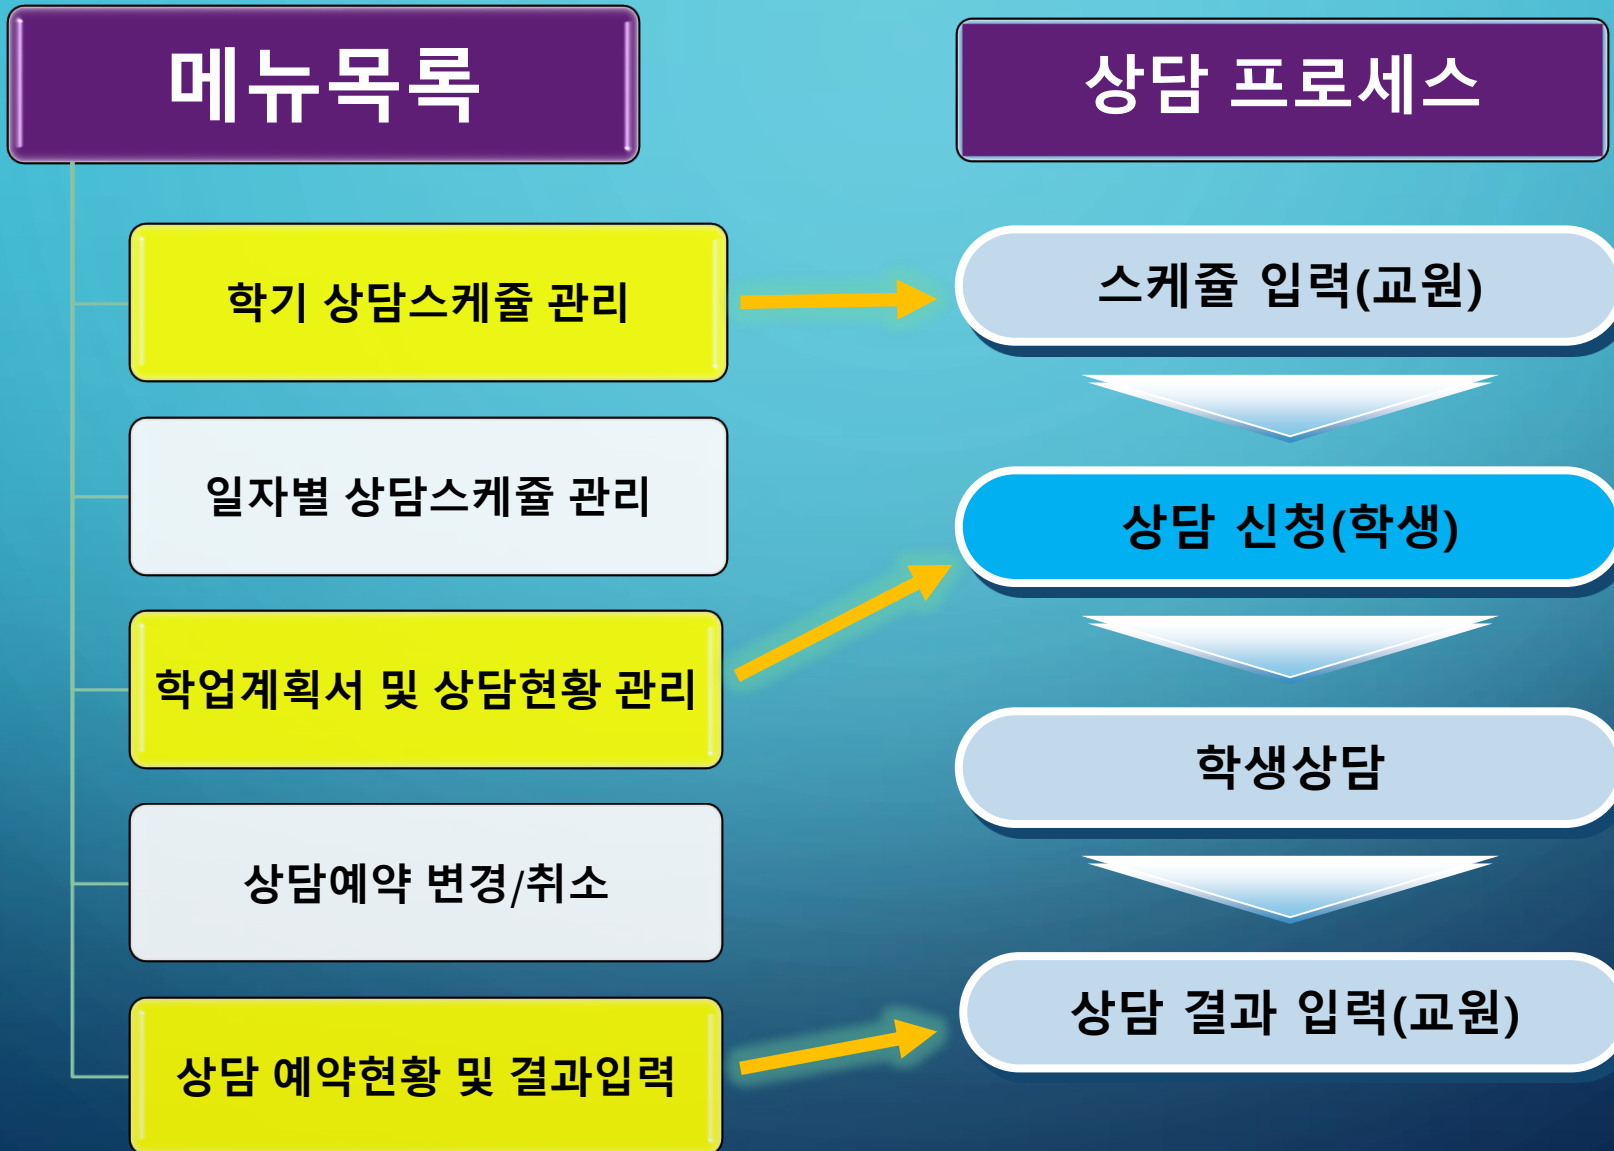 메뉴목록
학기 상담스케쥴 관리
일자별 상담스케쥴 관리
학업계획서 및 상담현황 관리
상담예약 변경/취소
상담 예약현황 및 결과입력
상담 프로세스
스케쥴 입력(교원)
상담 신청(학생)
학생상담
상담 결과 입력(교원)